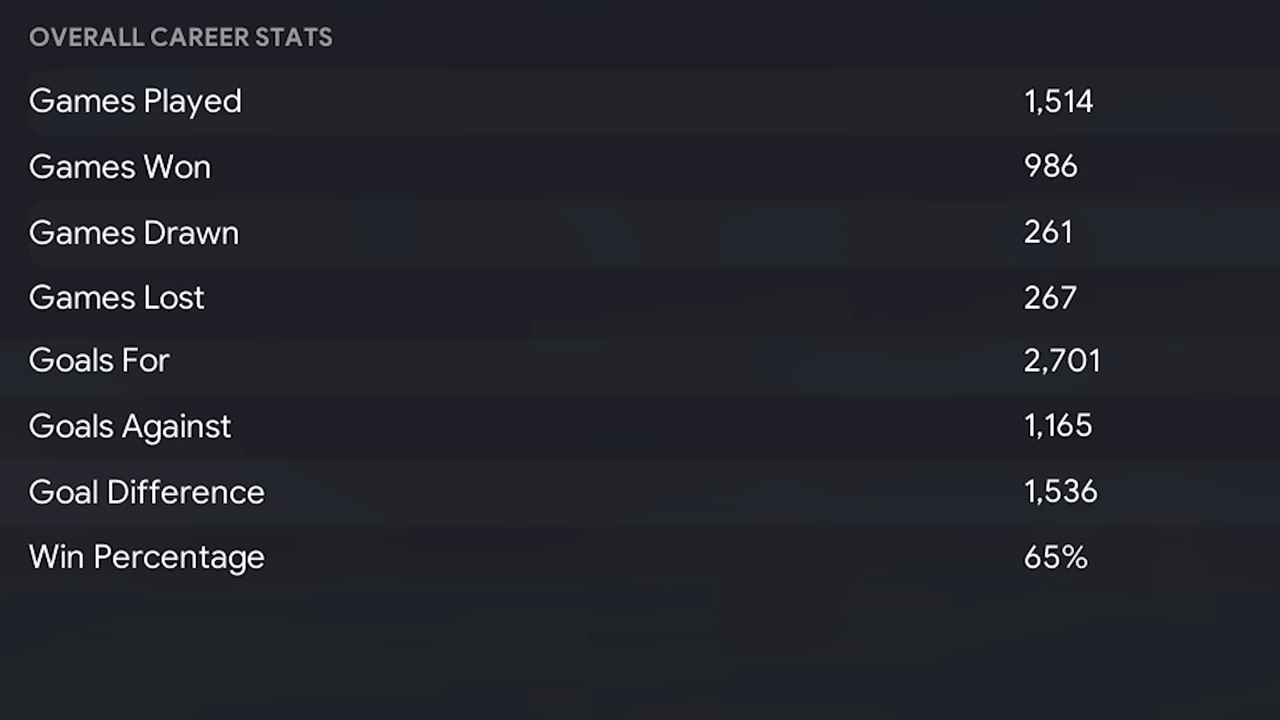 OVERALL CAREER STATS
Games Played 1,514
Games Won 986
Games Drawn 261
Games Lost 267
Goals For 2,701
Goals Against 1,165
Goal Difference 1,536
Win Percentage 65%